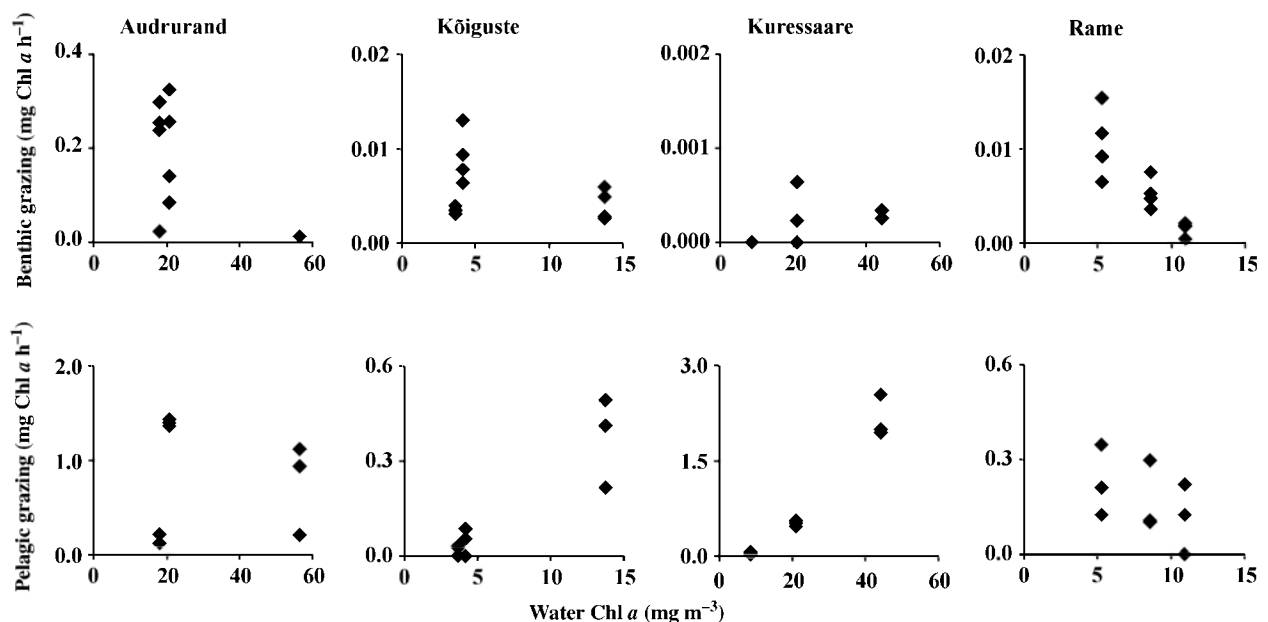 Audrurand Kõiguste Kuressaare Rame
Benthic grazing (mg Chl a h⁻¹)
0.4 0.02 0.002 0.02
0.2 0.01 0.001 0.01
0.0 0.00 0.000 0.00
0 20 40 60 0 5 10 15 0 20 40 60 0 5 10 15
Pelagic grazing (mg Chl a h⁻¹)
2.0 0.6 3.0 0.6
1.0 0.3 1.5 0.3
0.0 0.0 0.0 0.0
0 20 40 60 0 5 10 15 0 20 40 60 0 5 10 15
Water Chl a (mg m⁻³)